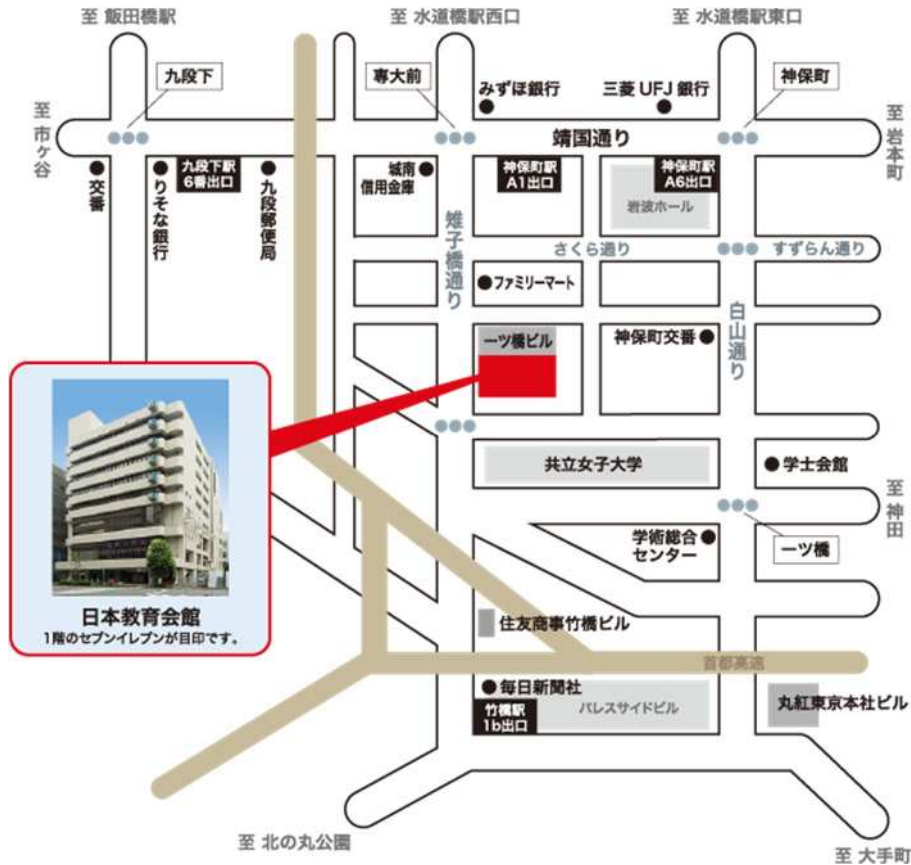 至 飯田橋駅
至 水道橋駅西口
至 水道橋駅東口
九段下
専大前
みずほ銀行
三菱UFJ銀行
神保町
至 市ヶ谷
靖国通り
至 岩本町
交番
りそな銀行
九段下駅
6番出口
九段郵便局
城南
信用金庫
神保町駅
A1出口
神保町駅
A6出口
岩波ホール
雉子橋通り
さくら通り
すずらん通り
ファミリーマート
白山通り
一ツ橋ビル
神保町交番
共立女子大学
学士会館
至 神田
学術総合
センター
一ツ橋
日本教育会館
1階のセブンイレブンが目印です。
住友商事竹橋ビル
首都高速
毎日新聞社
竹橋駅
1b出口
パレスサイドビル
丸紅東京本社ビル
至 北の丸公園
至 大手町